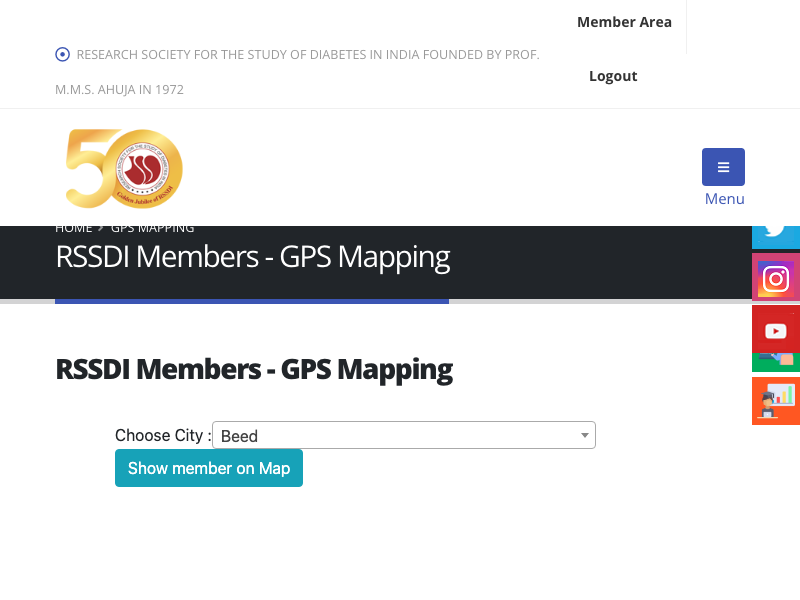 Member Area
RESEARCH SOCIETY FOR THE STUDY OF DIABETES IN INDIA FOUNDED BY PROF.
M.M.S. AHUJA IN 1972
Logout
50
Golden Jubilee of RSSDI
Menu
HOME > GPS MAPPING
RSSDI Members - GPS Mapping
RSSDI Members - GPS Mapping
Choose City : Beed
Show member on Map